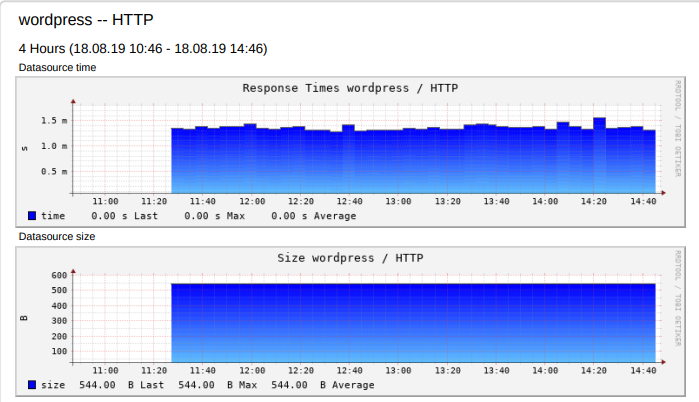 wordpress -- HTTP
4 Hours (18.08.19 10:46 - 18.08.19 14:46)
Datasource time
Response Times wordpress / HTTP
RRDTOOL / TOBI OETIKER
1.5 m
1.0 m
0.5 m
s
11:00 11:20 11:40 12:00 12:20 12:40 13:00 13:20 13:40 14:00 14:20 14:40
time 0.00 s Last 0.00 s Max 0.00 s Average
Datasource size
Size wordpress / HTTP
RRDTOOL / TOBI OETIKER
600
500
400
300
200
100
B
11:00 11:20 11:40 12:00 12:20 12:40 13:00 13:20 13:40 14:00 14:20 14:40
size 544.00 B Last 544.00 B Max 544.00 B Average